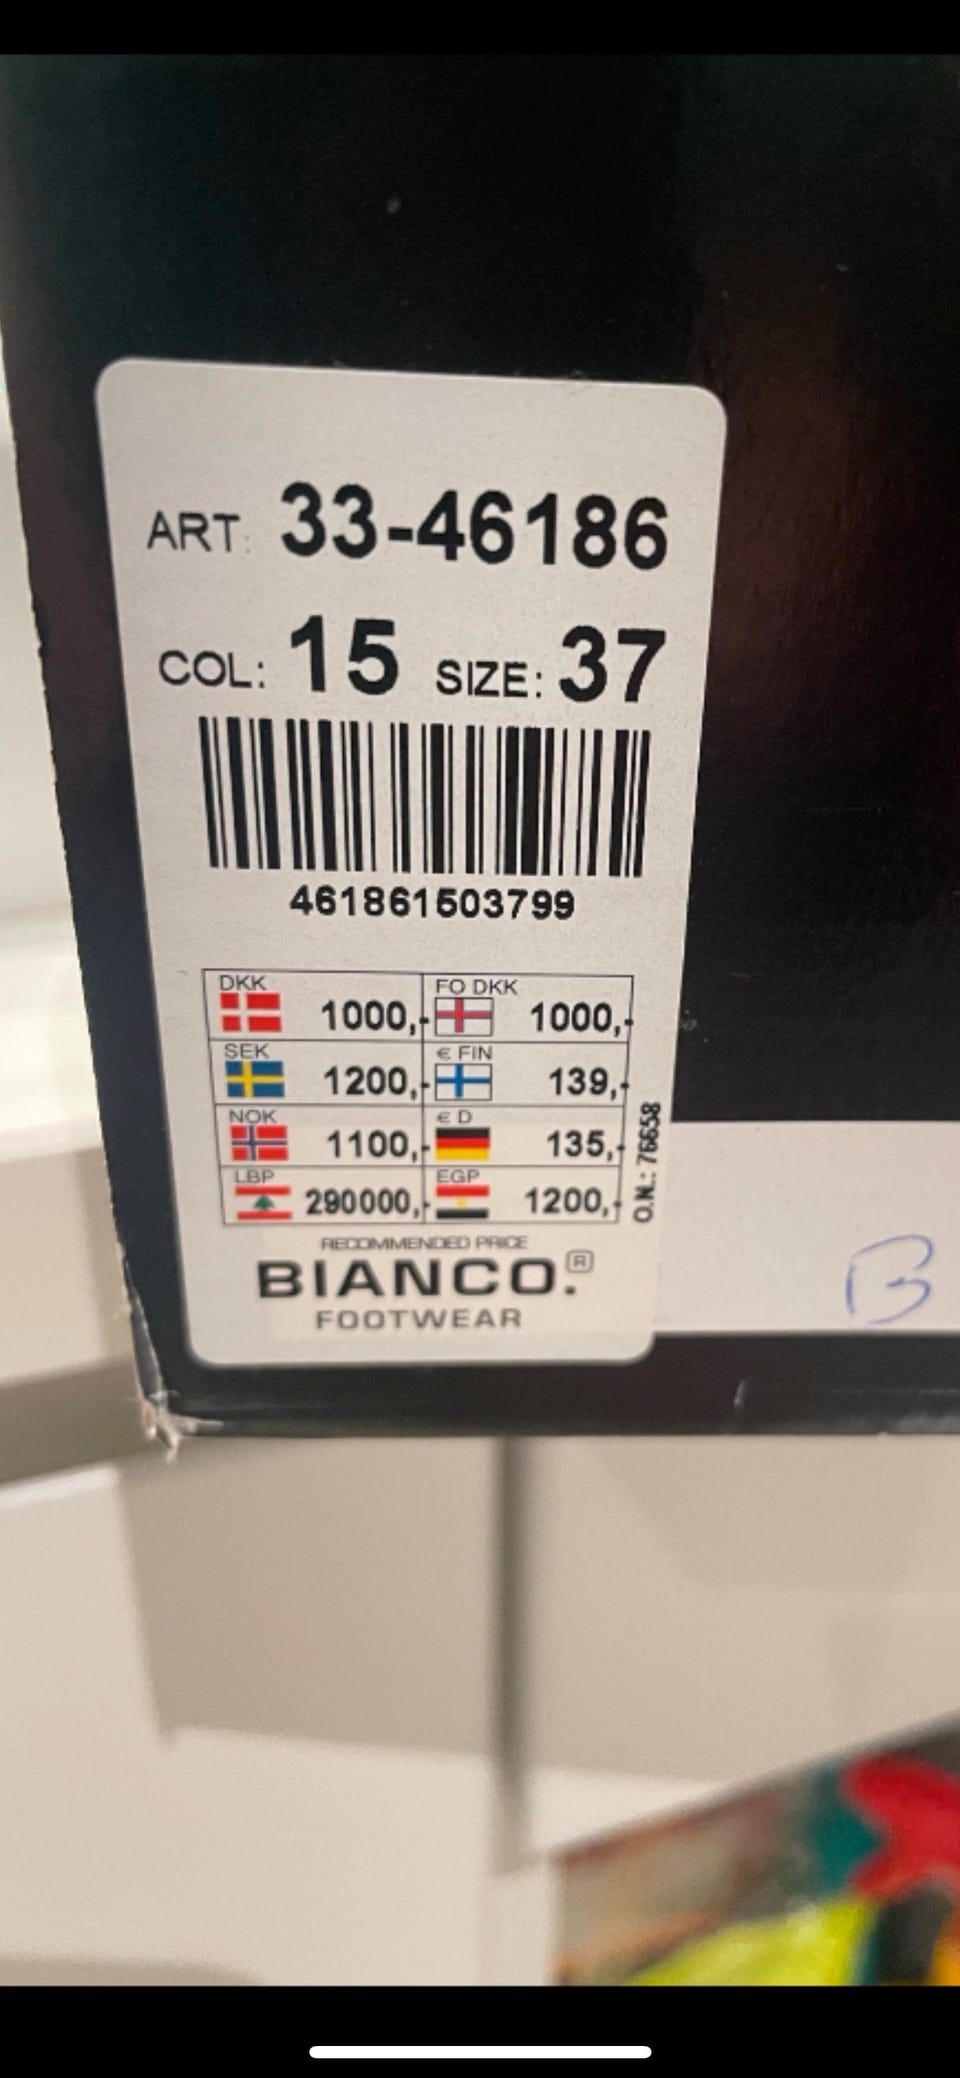 ART: 33-46186
COL: 15 SIZE: 37
461861503799
DKK 1000,- FO DKK 1000,-
SEK 1200,- € FIN 139,-
NOK 1100,- € D 135,-
LBP 290000,- EGP 1200,-
O.N.: 76658
RECOMMENDED PRICE
BIANCO.®
FOOTWEAR
B